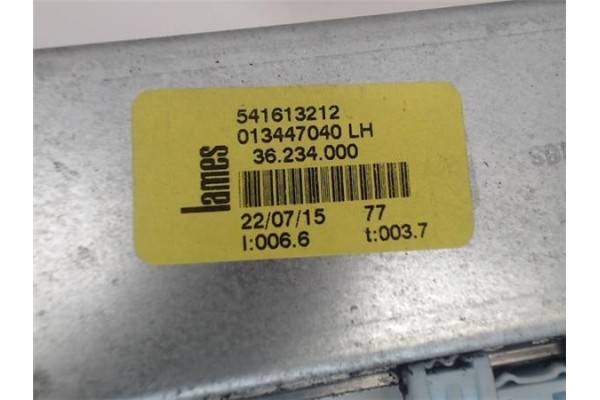 lames
541613212
013447040 LH
36.234.000
22/07/15 77
I:006.6 t:003.7